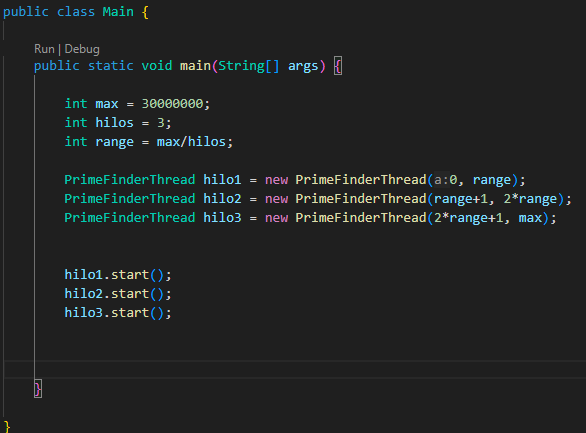 public class Main {
Run | Debug
public static void main(String[] args) {
int max = 30000000;
int hilos = 3;
int range = max/hilos;
PrimeFinderThread hilo1 = new PrimeFinderThread(a:0, range);
PrimeFinderThread hilo2 = new PrimeFinderThread(range+1, 2*range);
PrimeFinderThread hilo3 = new PrimeFinderThread(2*range+1, max);
hilo1.start();
hilo2.start();
hilo3.start();
}
}